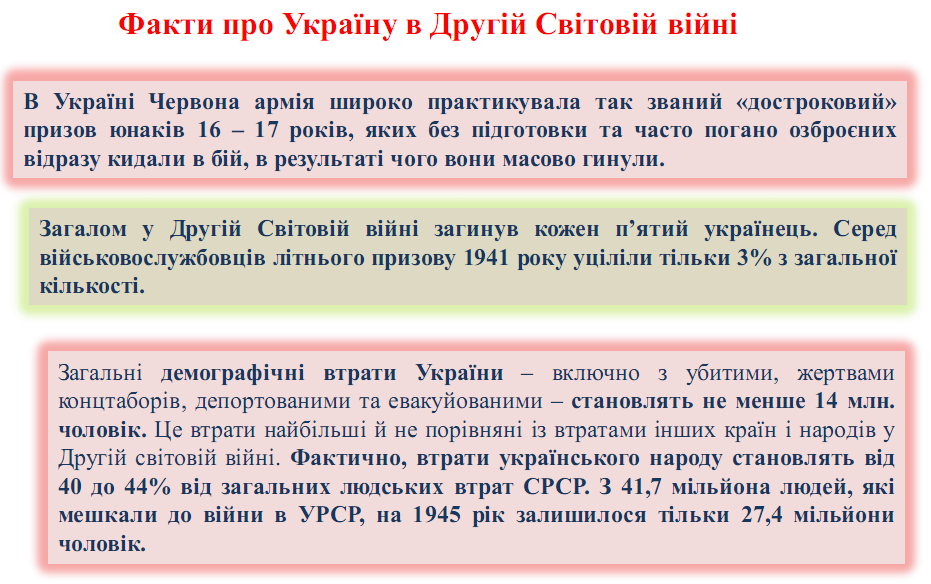 Факти про Україну в Другій Світовій війні
В Україні Червона армія широко практикувала так званий «достроковий»
призов юнаків 16 – 17 років, яких без підготовки та часто погано озброєних
відразу кидали в бій, в результаті чого вони масово гинули.
Загалом у Другій Світовій війні загинув кожен п’ятий українець. Серед
військовослужбовців літнього призову 1941 року уціліли тільки 3% з загальної
кількості.
Загальні демографічні втрати України – включно з убитими, жертвами
концтаборів, депортованими та евакуйованими – становлять не менше 14 млн.
чоловік. Це втрати найбільші й не порівняні із втратами інших країн і народів у
Другій світовій війні. Фактично, втрати українського народу становлять від
40 до 44% від загальних людських втрат СРСР. З 41,7 мільйона людей, які
мешкали до війни в УРСР, на 1945 рік залишилося тільки 27,4 мільйони
чоловік.